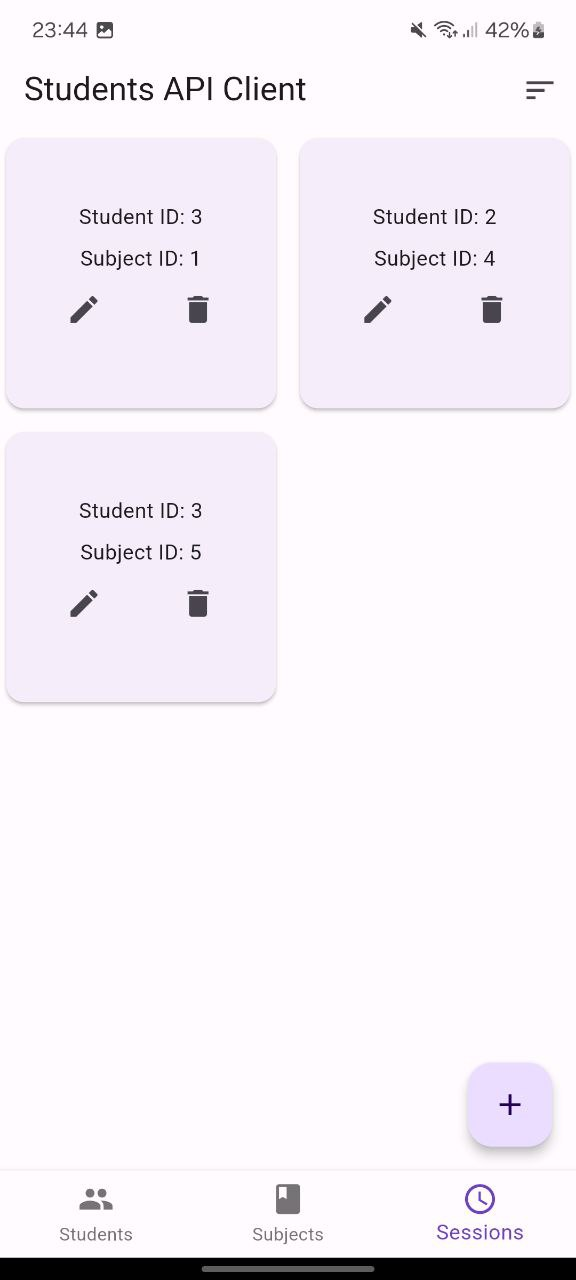 23:44 42%
Students API Client
Student ID: 3
Subject ID: 1
Student ID: 2
Subject ID: 4
Student ID: 3
Subject ID: 5
Students Subjects Sessions